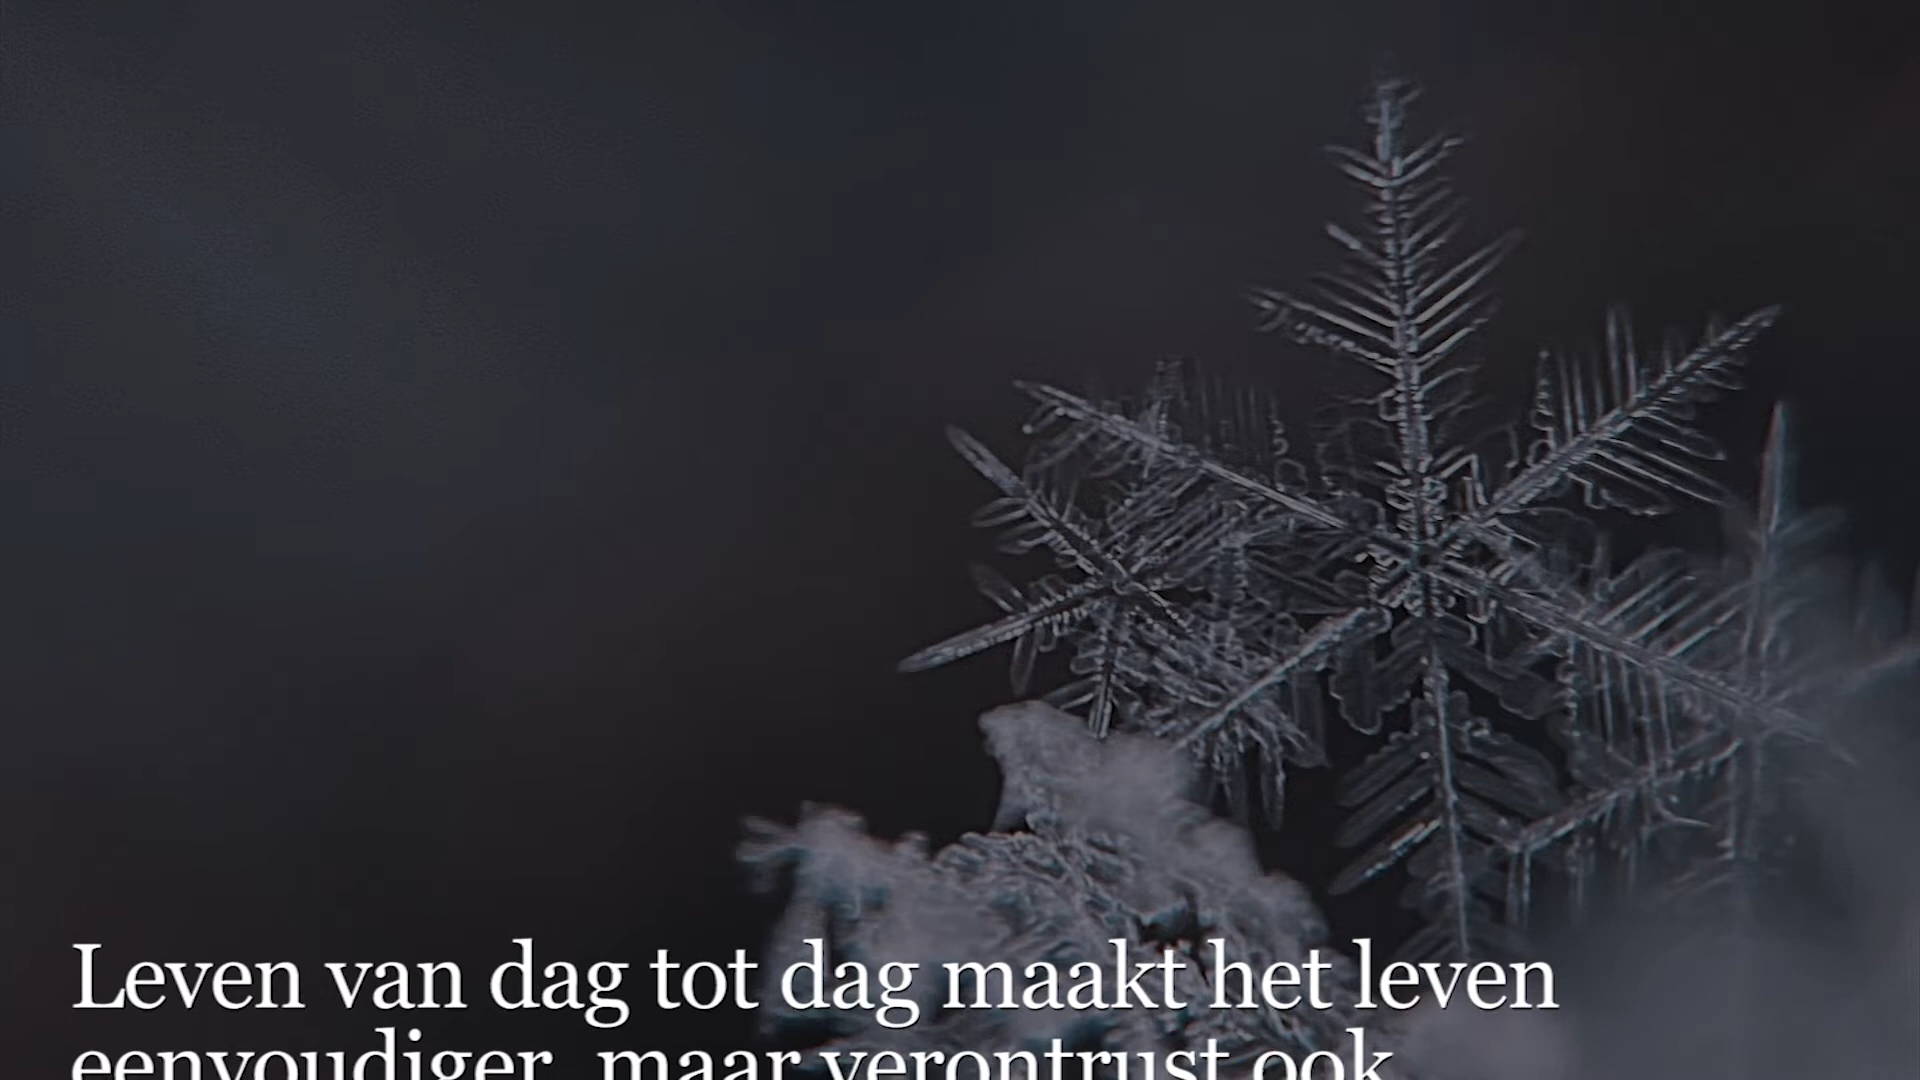 Leven van dag tot dag maakt het leven
eenvoudiger, maar verontrust ook